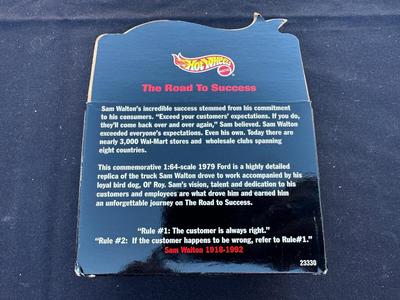 Hot Wheels
The Road To Success
Sam Walton's incredible success stemmed from his commitment
to his consumers. "Exceed your customers' expectations. If you do,
they'll come back over and over again," Sam believed. Sam Walton
exceeded everyone's expectations. Even his own. Today there are
nearly 3,000 Wal-Mart stores and wholesale clubs spanning
eight countries.
This commemorative 1:64-scale 1979 Ford is a highly detailed
replica of the truck Sam Walton drove to work accompanied by his
loyal bird dog, Ol' Roy. Sam's vision, talent and dedication to his
customers and employees are what drove him and earned him
an unforgettable journey on The Road to Success.
"Rule #1: The customer is always right."
"Rule #2: If the customer happens to be wrong, refer to Rule#1."
Sam Walton 1918-1992
23330